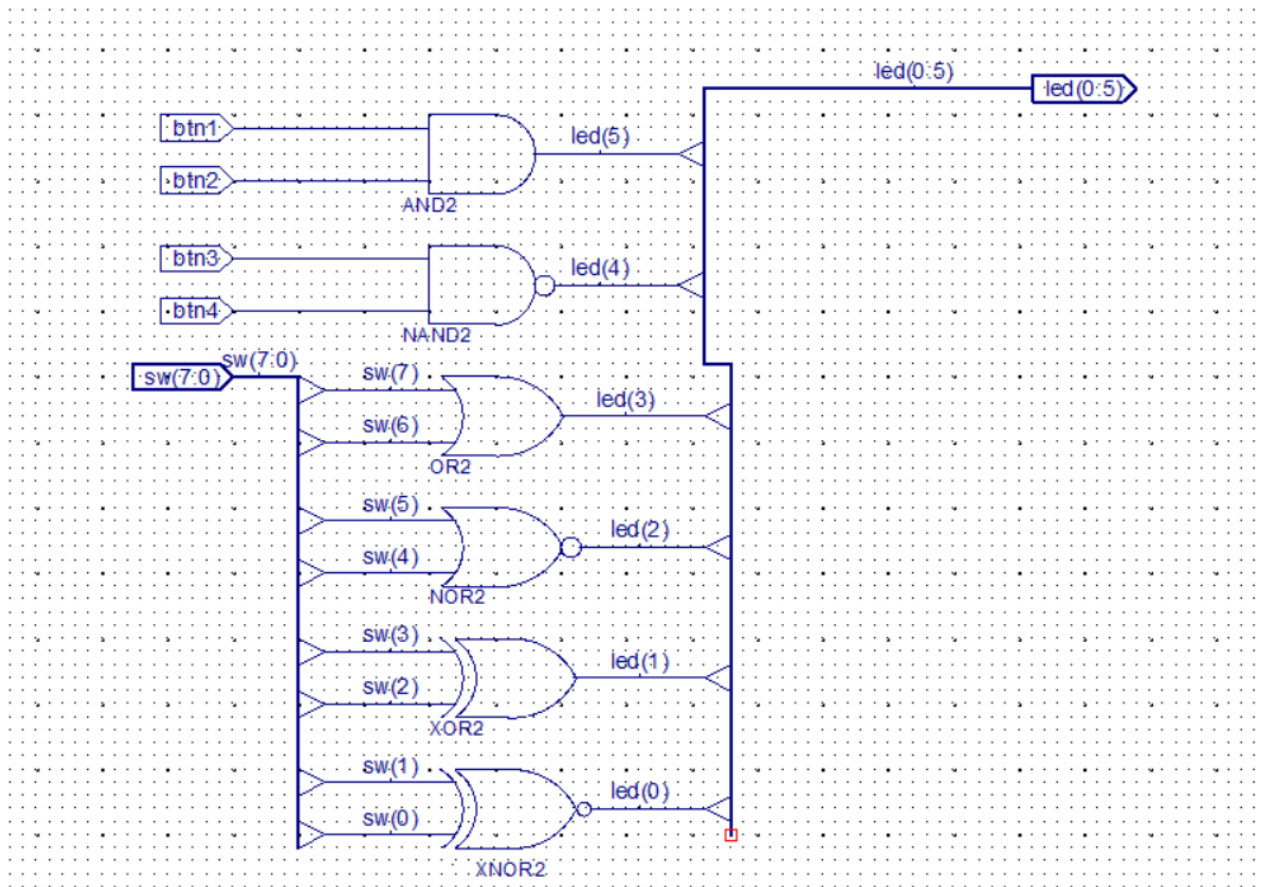 led(0:5)
led(0:5)
btn1
led(5)
btn2
AND2
btn3
led(4)
btn4
NAND2
sw(7:0)
sw(7:0)
sw(7)
led(3)
sw(6)
OR2
sw(5)
led(2)
sw(4)
NOR2
sw(3)
led(1)
sw(2)
XOR2
sw(1)
led(0)
sw(0)
XNOR2